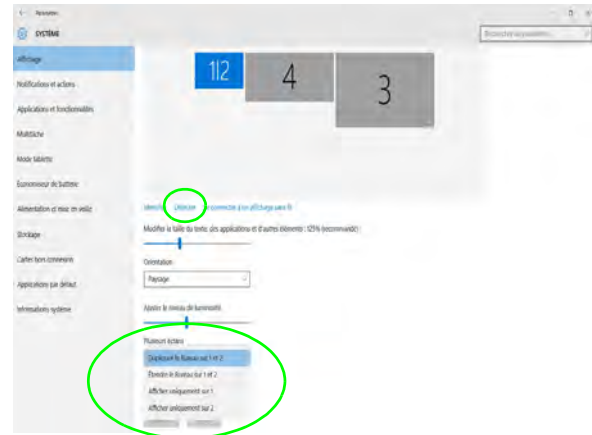 Paramètres
SYSTÈME
Rechercher un paramètre
Affichage
Notifications et actions
Applications et fonctionnalités
Multitâche
Mode tablette
Économiseur de batterie
Alimentation et mise en veille
Stockage
Cartes hors connexion
Applications par défaut
Informations système
1|2
4
3
Identifier Détecter Se connecter à un affichage sans fil
Modifier la taille du texte, des applications et d'autres éléments : 125% (recommandé)
Orientation
Paysage
Ajuster le niveau de luminosité
Plusieurs écrans
Dupliquer le Bureau sur 1 et 2
Étendre le Bureau sur 1 et 2
Afficher uniquement sur 1
Afficher uniquement sur 2